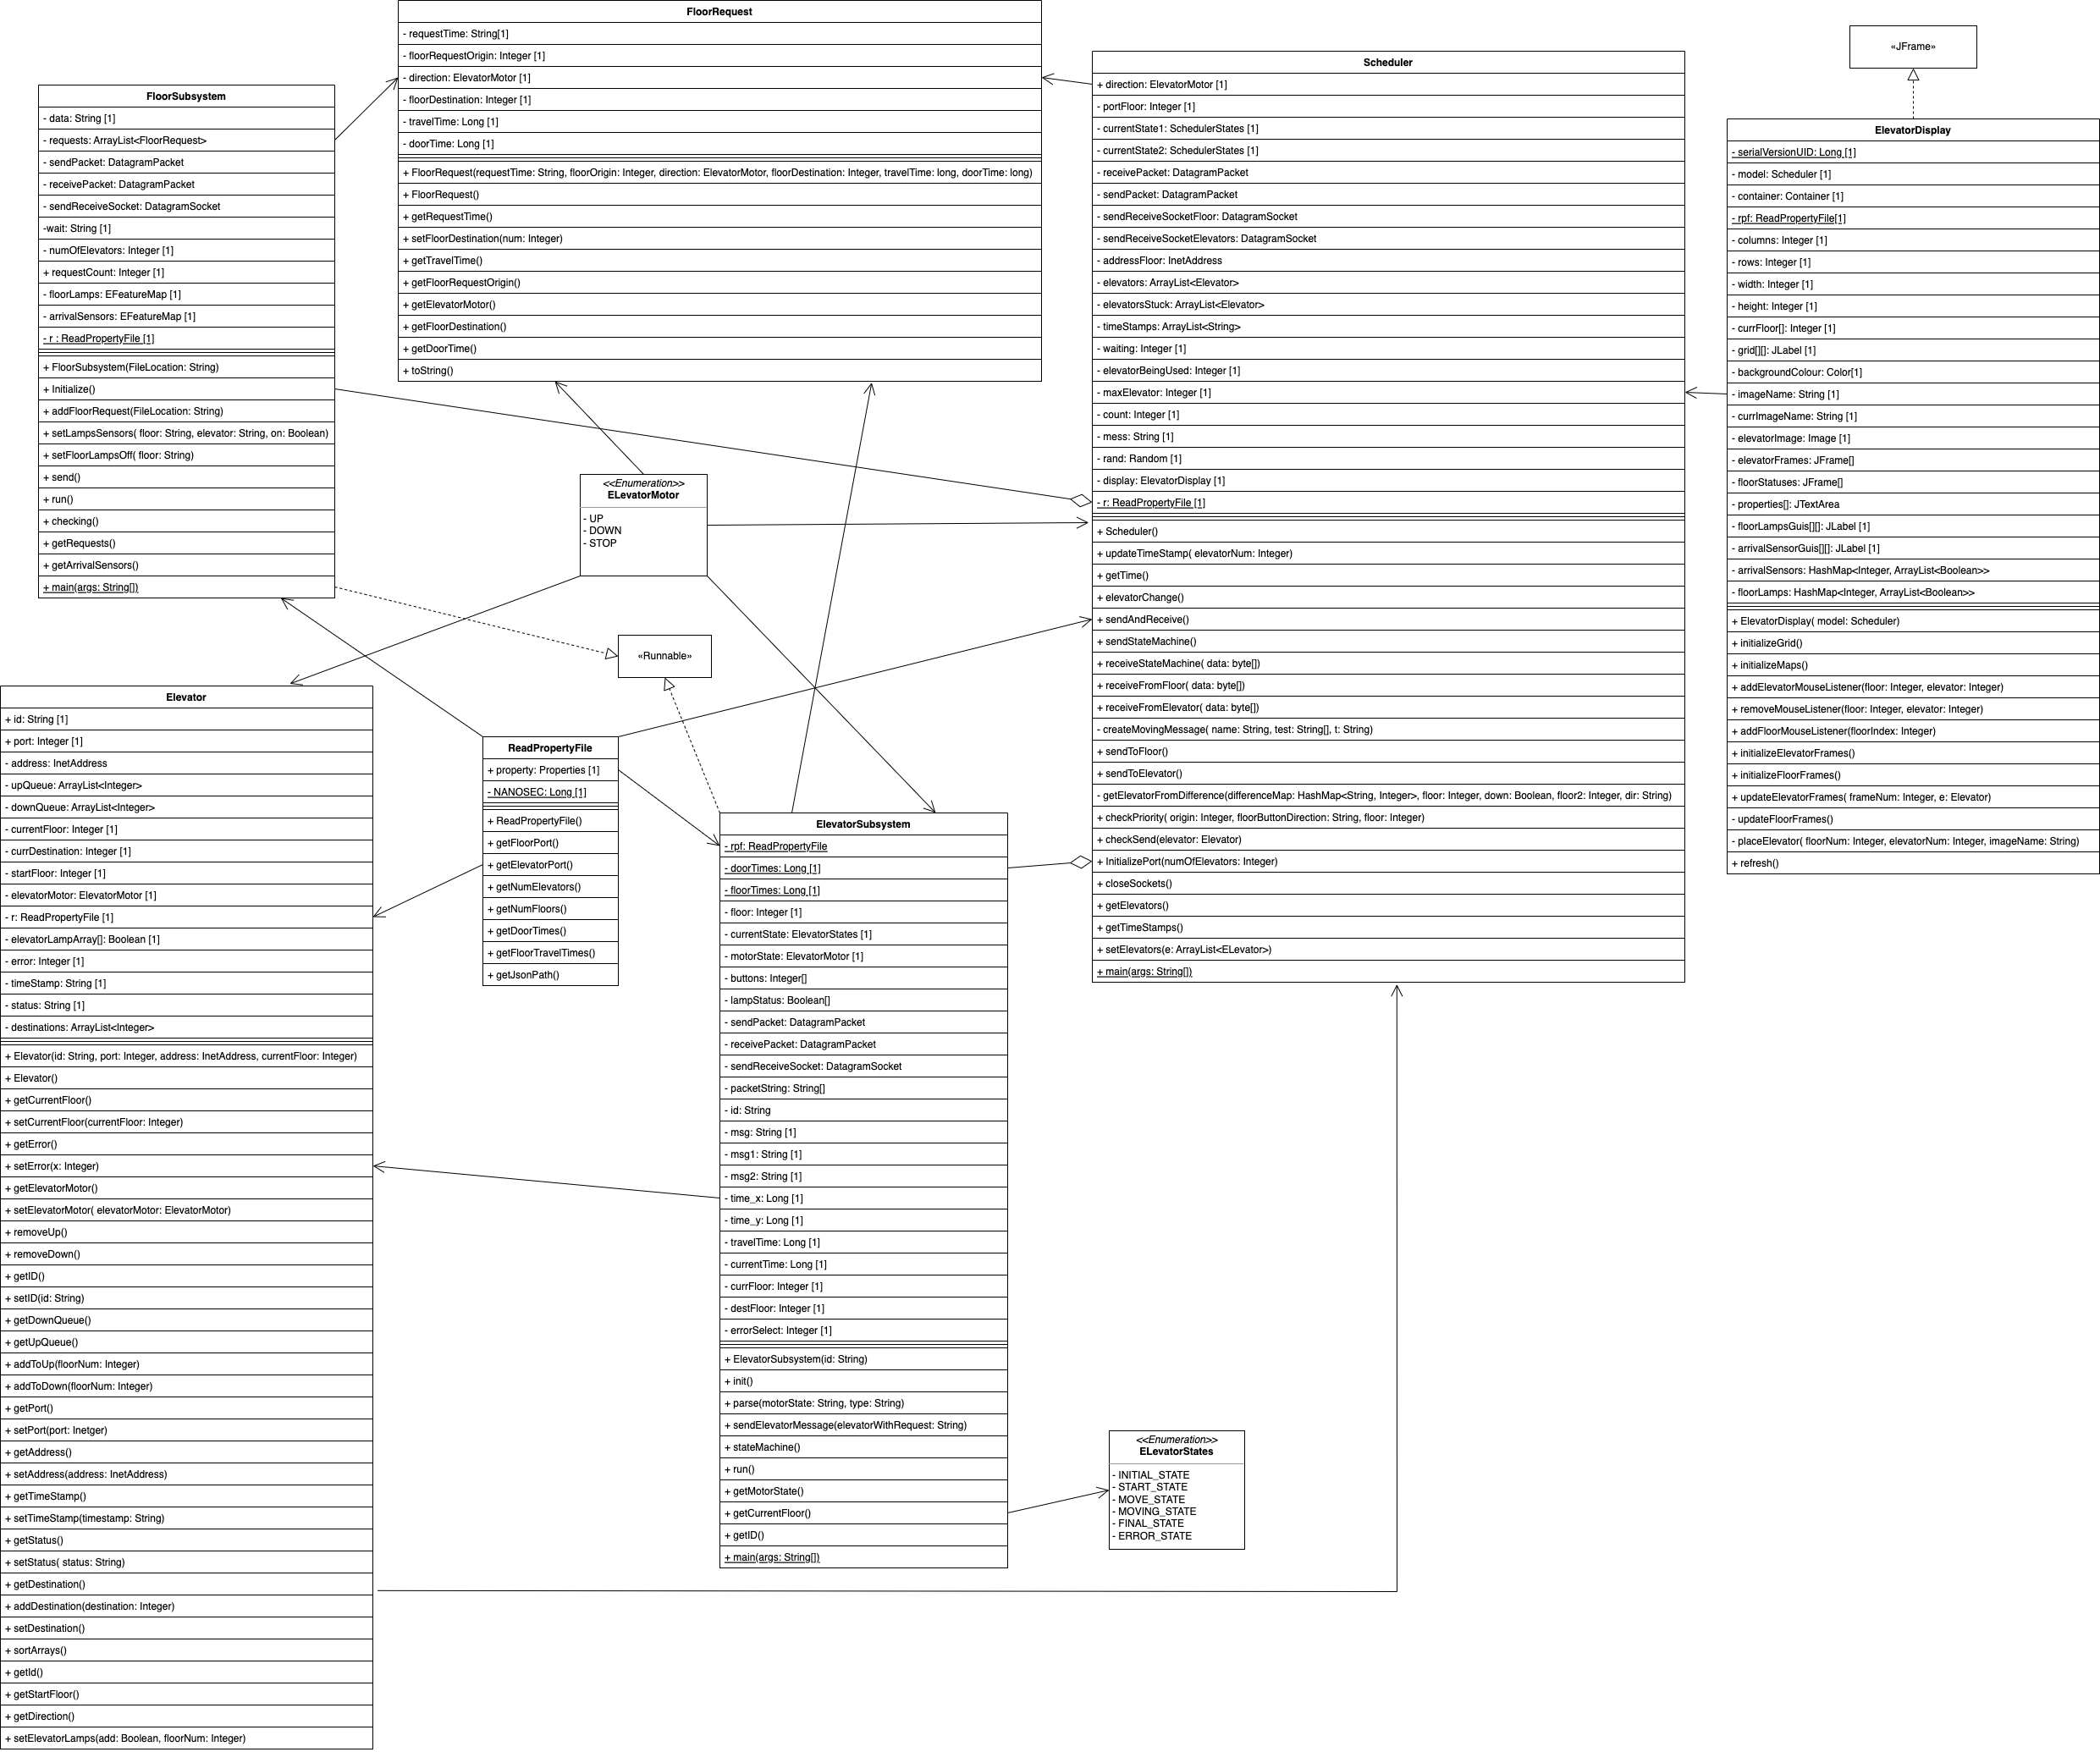 FloorRequest
- requestTime: String[1]
- floorRequestOrigin: Integer [1]
- direction: ElevatorMotor [1]
- floorDestination: Integer [1]
- travelTime: Long [1]
- doorTime: Long [1]
+ FloorRequest(requestTime: String, floorOrigin: Integer, direction: ElevatorMotor, floorDestination: Integer, travelTime: long, doorTime: long)
+ FloorRequest()
+ getRequestTime()
+ setFloorDestination(num: Integer)
+ getTravelTime()
+ getFloorRequestOrigin()
+ getElevatorMotor()
+ getFloorDestination()
+ getDoorTime()
+ toString()
FloorSubsystem
- data: String [1]
- requests: ArrayList<FloorRequest>
- sendPacket: DatagramPacket
- receivePacket: DatagramPacket
- sendReceiveSocket: DatagramSocket
-wait: String [1]
- numOfElevators: Integer [1]
+ requestCount: Integer [1]
- floorLamps: EFeatureMap [1]
- arrivalSensors: EFeatureMap [1]
- r : ReadPropertyFile [1]
+ FloorSubsystem(FileLocation: String)
+ Initialize()
+ addFloorRequest(FileLocation: String)
+ setLampsSensors( floor: String, elevator: String, on: Boolean)
+ setFloorLampsOff( floor: String)
+ send()
+ run()
+ checking()
+ getRequests()
+ getArrivalSensors()
+ main(args: String[])
Scheduler
+ direction: ElevatorMotor [1]
- portFloor: Integer [1]
- currentState1: SchedulerStates [1]
- currentState2: SchedulerStates [1]
- receivePacket: DatagramPacket
- sendPacket: DatagramPacket
- sendReceiveSocketFloor: DatagramSocket
- sendReceiveSocketElevators: DatagramSocket
- addressFloor: InetAddress
- elevators: ArrayList<Elevator>
- elevatorsStuck: ArrayList<Elevator>
- timeStamps: ArrayList<String>
- waiting: Integer [1]
- elevatorBeingUsed: Integer [1]
- maxElevator: Integer [1]
- count: Integer [1]
- mess: String [1]
- rand: Random [1]
- display: ElevatorDisplay [1]
- r: ReadPropertyFile [1]
+ Scheduler()
+ updateTimeStamp( elevatorNum: Integer)
+ getTime()
+ elevatorChange()
+ sendAndReceive()
+ sendStateMachine()
+ receiveStateMachine( data: byte[])
+ receiveFromFloor( data: byte[])
+ receiveFromElevator( data: byte[])
- createMovingMessage( name: String, test: String[], t: String)
+ sendToFloor()
+ sendToElevator()
- getElevatorFromDifference(differenceMap: HashMap<String, Integer>, floor: Integer, down: Boolean, floor2: Integer, dir: String)
+ checkPriority( origin: Integer, floorButtonDirection: String, floor: Integer)
+ checkSend(elevator: Elevator)
+ InitializePort(numOfElevators: Integer)
+ closeSockets()
+ getElevators()
+ getTimeStamps()
+ setElevators(e: ArrayList<ELevator>)
+ main(args: String[])
«JFrame»
ElevatorDisplay
- serialVersionUID: Long [1]
- model: Scheduler [1]
- container: Container [1]
- rpf: ReadPropertyFile[1]
- columns: Integer [1]
- rows: Integer [1]
- width: Integer [1]
- height: Integer [1]
- currFloor[]: Integer [1]
- grid[][]: JLabel [1]
- backgroundColour: Color[1]
- imageName: String [1]
- currImageName: String [1]
- elevatorImage: Image [1]
- elevatorFrames: JFrame[]
- floorStatuses: JFrame[]
- properties[]: JTextArea
- floorLampsGuis[][]: JLabel [1]
- arrivalSensorGuis[][]: JLabel [1]
- arrivalSensors: HashMap<Integer, ArrayList<Boolean>>
- floorLamps: HashMap<Integer, ArrayList<Boolean>>
+ ElevatorDisplay( model: Scheduler)
+ initializeGrid()
+ initializeMaps()
+ addElevatorMouseListener(floor: Integer, elevator: Integer)
+ removeMouseListener(floor: Integer, elevator: Integer)
+ addFloorMouseListener(floorIndex: Integer)
+ initializeElevatorFrames()
+ initializeFloorFrames()
+ updateElevatorFrames( frameNum: Integer, e: Elevator)
- updateFloorFrames()
- placeElevator( floorNum: Integer, elevatorNum: Integer, imageName: String)
+ refresh()
<<Enumeration>>
ELevatorMotor
- UP
- DOWN
- STOP
«Runnable»
Elevator
+ id: String [1]
+ port: Integer [1]
- address: InetAddress
- upQueue: ArrayList<Integer>
- downQueue: ArrayList<Integer>
- currentFloor: Integer [1]
- currDestination: Integer [1]
- startFloor: Integer [1]
- elevatorMotor: ElevatorMotor [1]
- r: ReadPropertyFile [1]
- elevatorLampArray[]: Boolean [1]
- error: Integer [1]
- timeStamp: String [1]
- status: String [1]
- destinations: ArrayList<Integer>
+ Elevator(id: String, port: Integer, address: InetAddress, currentFloor: Integer)
+ Elevator()
+ getCurrentFloor()
+ setCurrentFloor(currentFloor: Integer)
+ getError()
+ setError(x: Integer)
+ getElevatorMotor()
+ setElevatorMotor( elevatorMotor: ElevatorMotor)
+ removeUp()
+ removeDown()
+ getID()
+ setID(id: String)
+ getDownQueue()
+ getUpQueue()
+ addToUp(floorNum: Integer)
+ addToDown(floorNum: Integer)
+ getPort()
+ setPort(port: Inetger)
+ getAddress()
+ setAddress(address: InetAddress)
+ getTimeStamp()
+ setTimeStamp(timestamp: String)
+ getStatus()
+ setStatus( status: String)
+ getDestination()
+ addDestination(destination: Integer)
+ setDestination()
+ sortArrays()
+ getId()
+ getStartFloor()
+ getDirection()
+ setElevatorLamps(add: Boolean, floorNum: Integer)
ReadPropertyFile
+ property: Properties [1]
- NANOSEC: Long [1]
+ ReadPropertyFile()
+ getFloorPort()
+ getElevatorPort()
+ getNumElevators()
+ getNumFloors()
+ getDoorTimes()
+ getFloorTravelTimes()
+ getJsonPath()
ElevatorSubsystem
- rpf: ReadPropertyFile
- doorTimes: Long [1]
- floorTimes: Long [1]
- floor: Integer [1]
- currentState: ElevatorStates [1]
- motorState: ElevatorMotor [1]
- buttons: Integer[]
- lampStatus: Boolean[]
- sendPacket: DatagramPacket
- receivePacket: DatagramPacket
- sendReceiveSocket: DatagramSocket
- packetString: String[]
- id: String
- msg: String [1]
- msg1: String [1]
- msg2: String [1]
- time_x: Long [1]
- time_y: Long [1]
- travelTime: Long [1]
- currentTime: Long [1]
- currFloor: Integer [1]
- destFloor: Integer [1]
- errorSelect: Integer [1]
+ ElevatorSubsystem(id: String)
+ init()
+ parse(motorState: String, type: String)
+ sendElevatorMessage(elevatorWithRequest: String)
+ stateMachine()
+ run()
+ getMotorState()
+ getCurrentFloor()
+ getID()
+ main(args: String[])
<<Enumeration>>
ELevatorStates
- INITIAL_STATE
- START_STATE
- MOVE_STATE
- MOVING_STATE
- FINAL_STATE
- ERROR_STATE